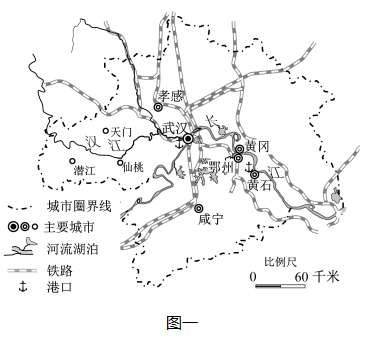 孝感
武汉
长
天门
汉
江
黄冈
鄂州
潜江
仙桃
黄石
江
咸宁
城市圈界线
主要城市
河流湖泊
铁路
港口
比例尺
0 60 千米
图一